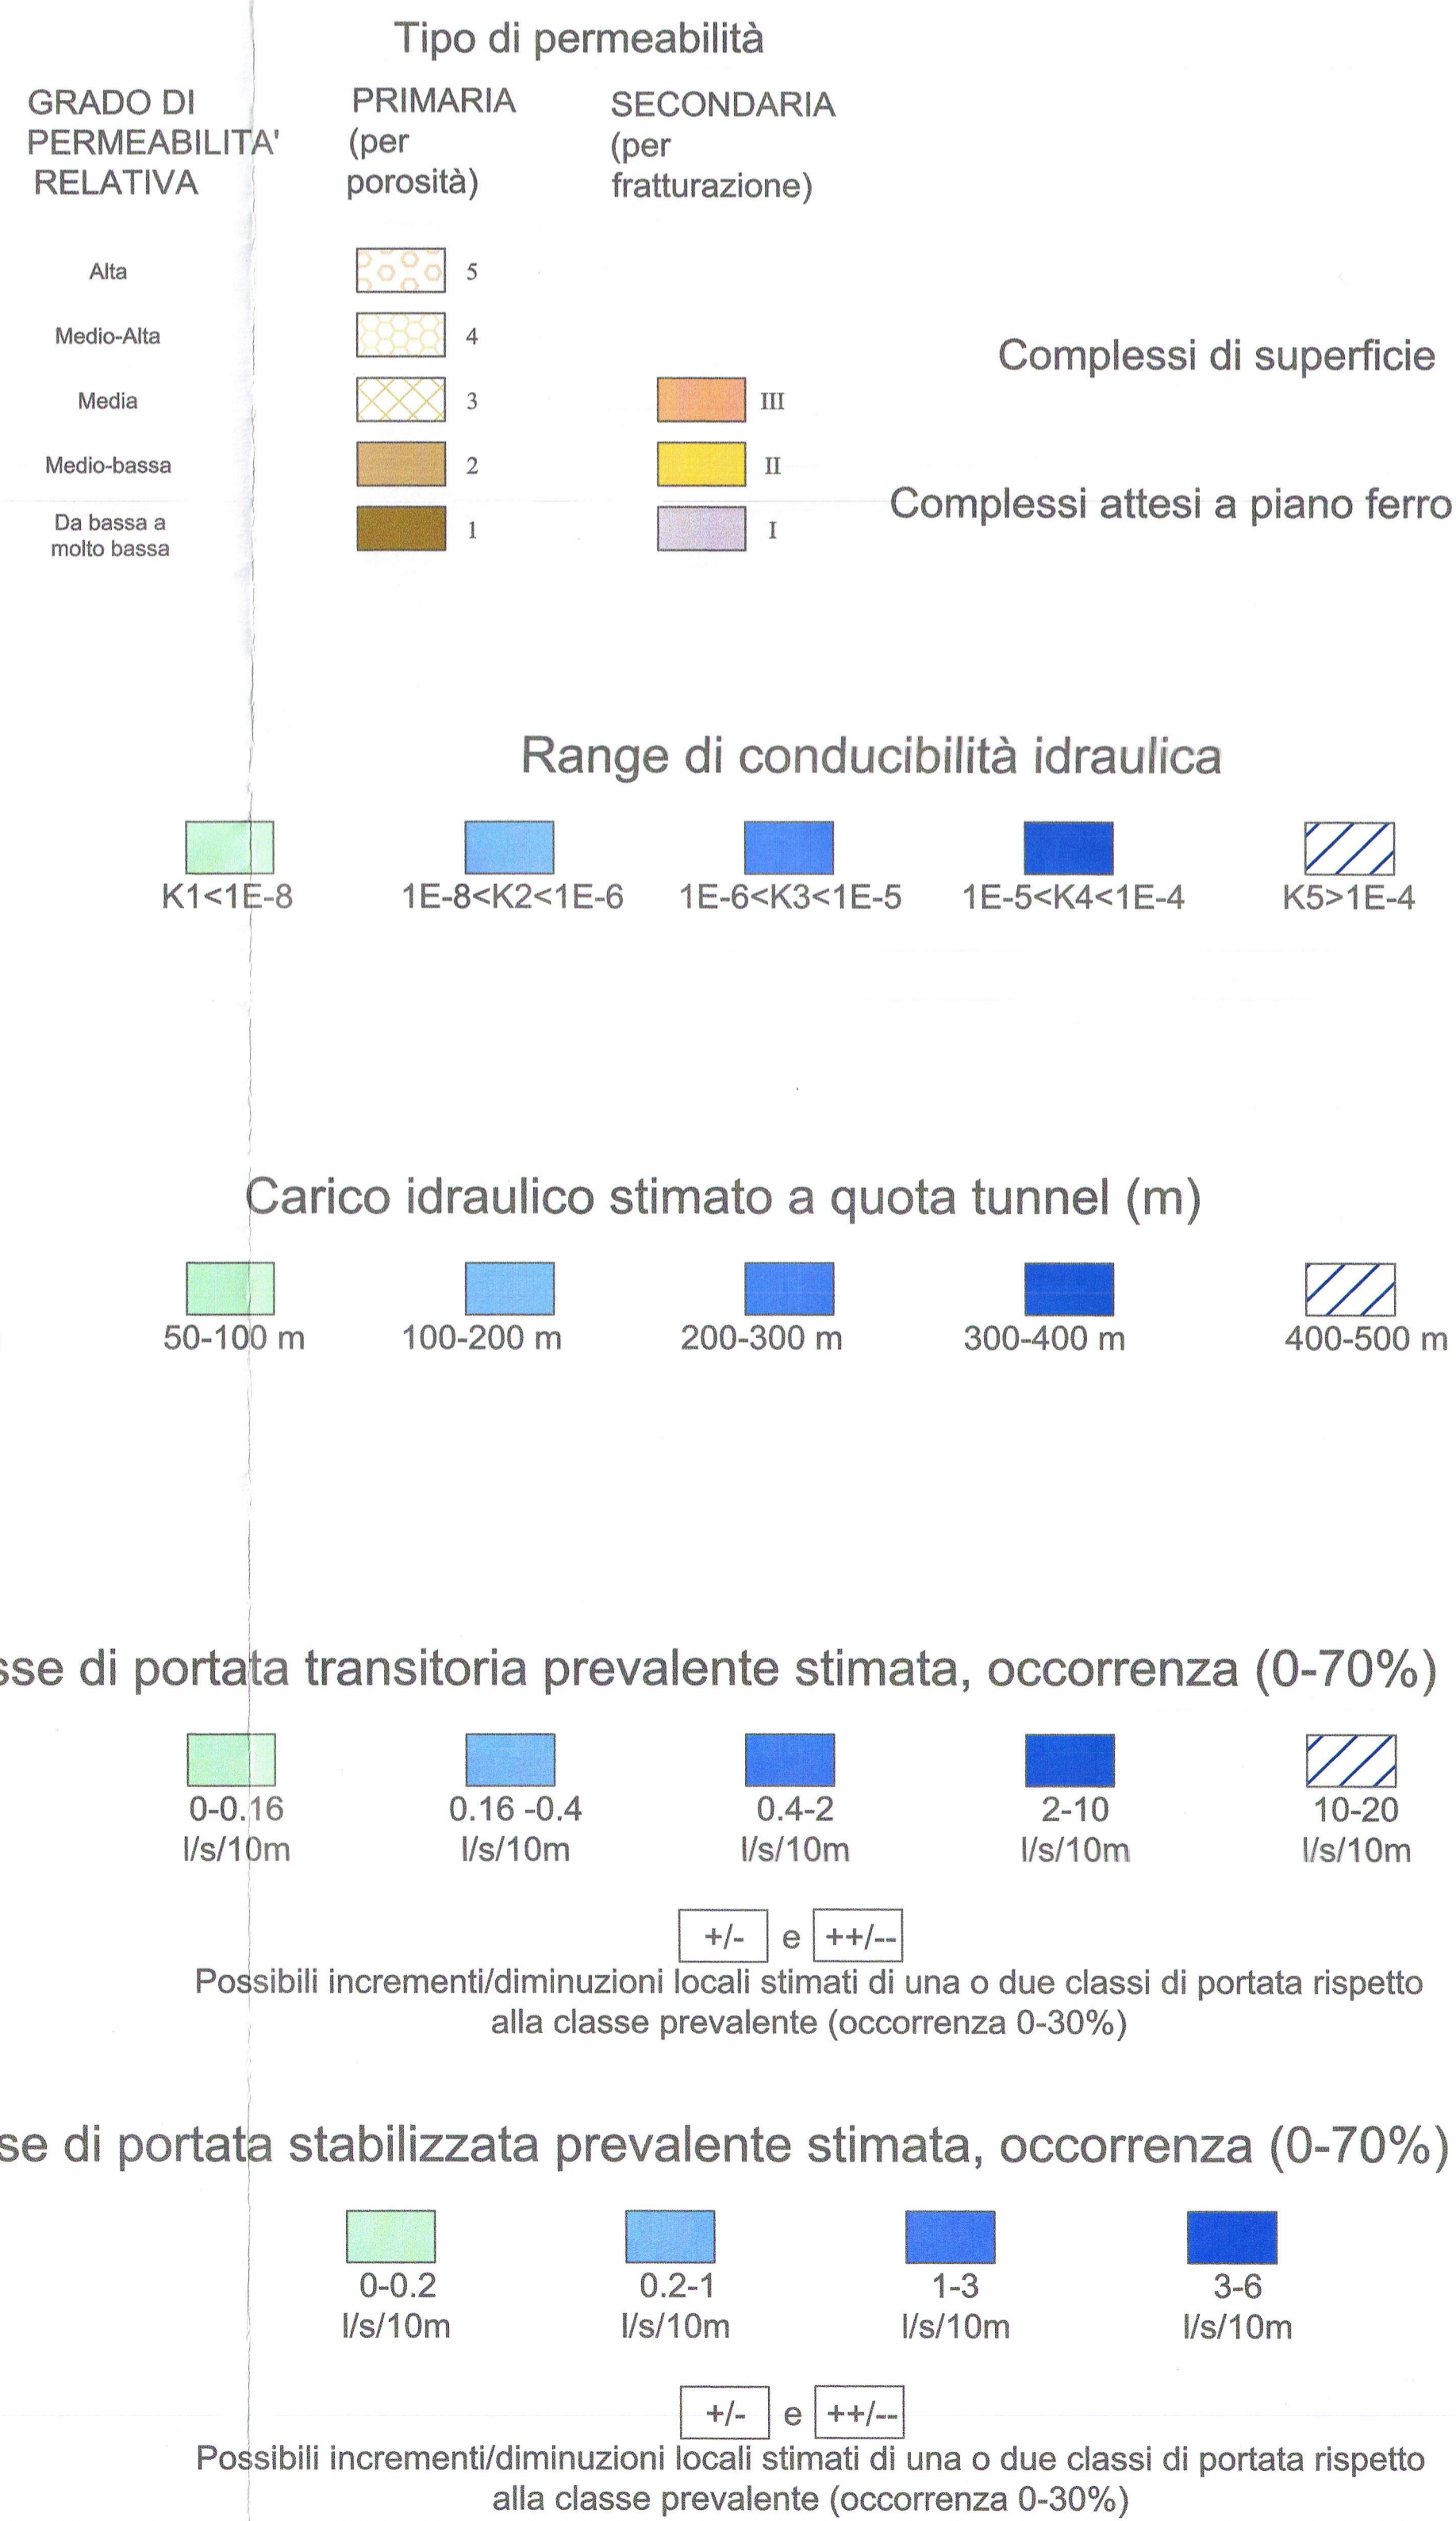 Tipo di permeabilità
GRADO DI
PERMEABILITA'
RELATIVA
PRIMARIA
(per
porosità)
SECONDARIA
(per
fratturazione)
Alta
5
Medio-Alta
4
Complessi di superficie
Media
3
III
Medio-bassa
2
II
Complessi attesi a piano ferro
Da bassa a
molto bassa
1
I
Range di conducibilità idraulica
K1<1E-8
1E-8<K2<1E-6
1E-6<K3<1E-5
1E-5<K4<1E-4
K5>1E-4
Carico idraulico stimato a quota tunnel (m)
50-100 m
100-200 m
200-300 m
300-400 m
400-500 m
sse di portata transitoria prevalente stimata, occorrenza (0-70%)
0-0.16
l/s/10m
0.16 -0.4
l/s/10m
0.4-2
l/s/10m
2-10
l/s/10m
10-20
l/s/10m
+/- e ++/--
Possibili incrementi/diminuzioni locali stimati di una o due classi di portata rispetto
alla classe prevalente (occorrenza 0-30%)
se di portata stabilizzata prevalente stimata, occorrenza (0-70%)
0-0.2
l/s/10m
0.2-1
l/s/10m
1-3
l/s/10m
3-6
l/s/10m
+/- e ++/--
Possibili incrementi/diminuzioni locali stimati di una o due classi di portata rispetto
alla classe prevalente (occorrenza 0-30%)